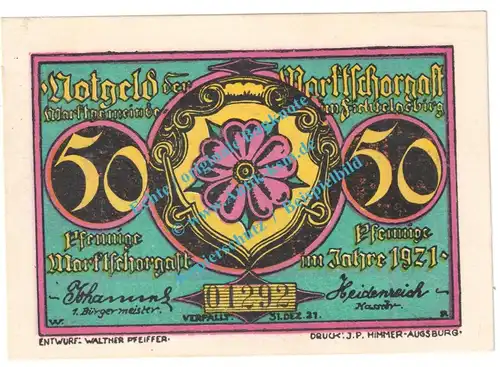 Notgeld der Marktschorgast
Marktgemeinde im Fichtelgebirg
50 50
Pfennige Pfennige
Marktschorgast im Jahre 1921
01292
1. Bürgermeister. Heidenreich
Kassier.
W. VERFÄLLT: 31.DEZ.21. P.
ENTWURF: WALTHER PFEIFFER. DRUCK: J.P. HIMMER-AUGSBURG.